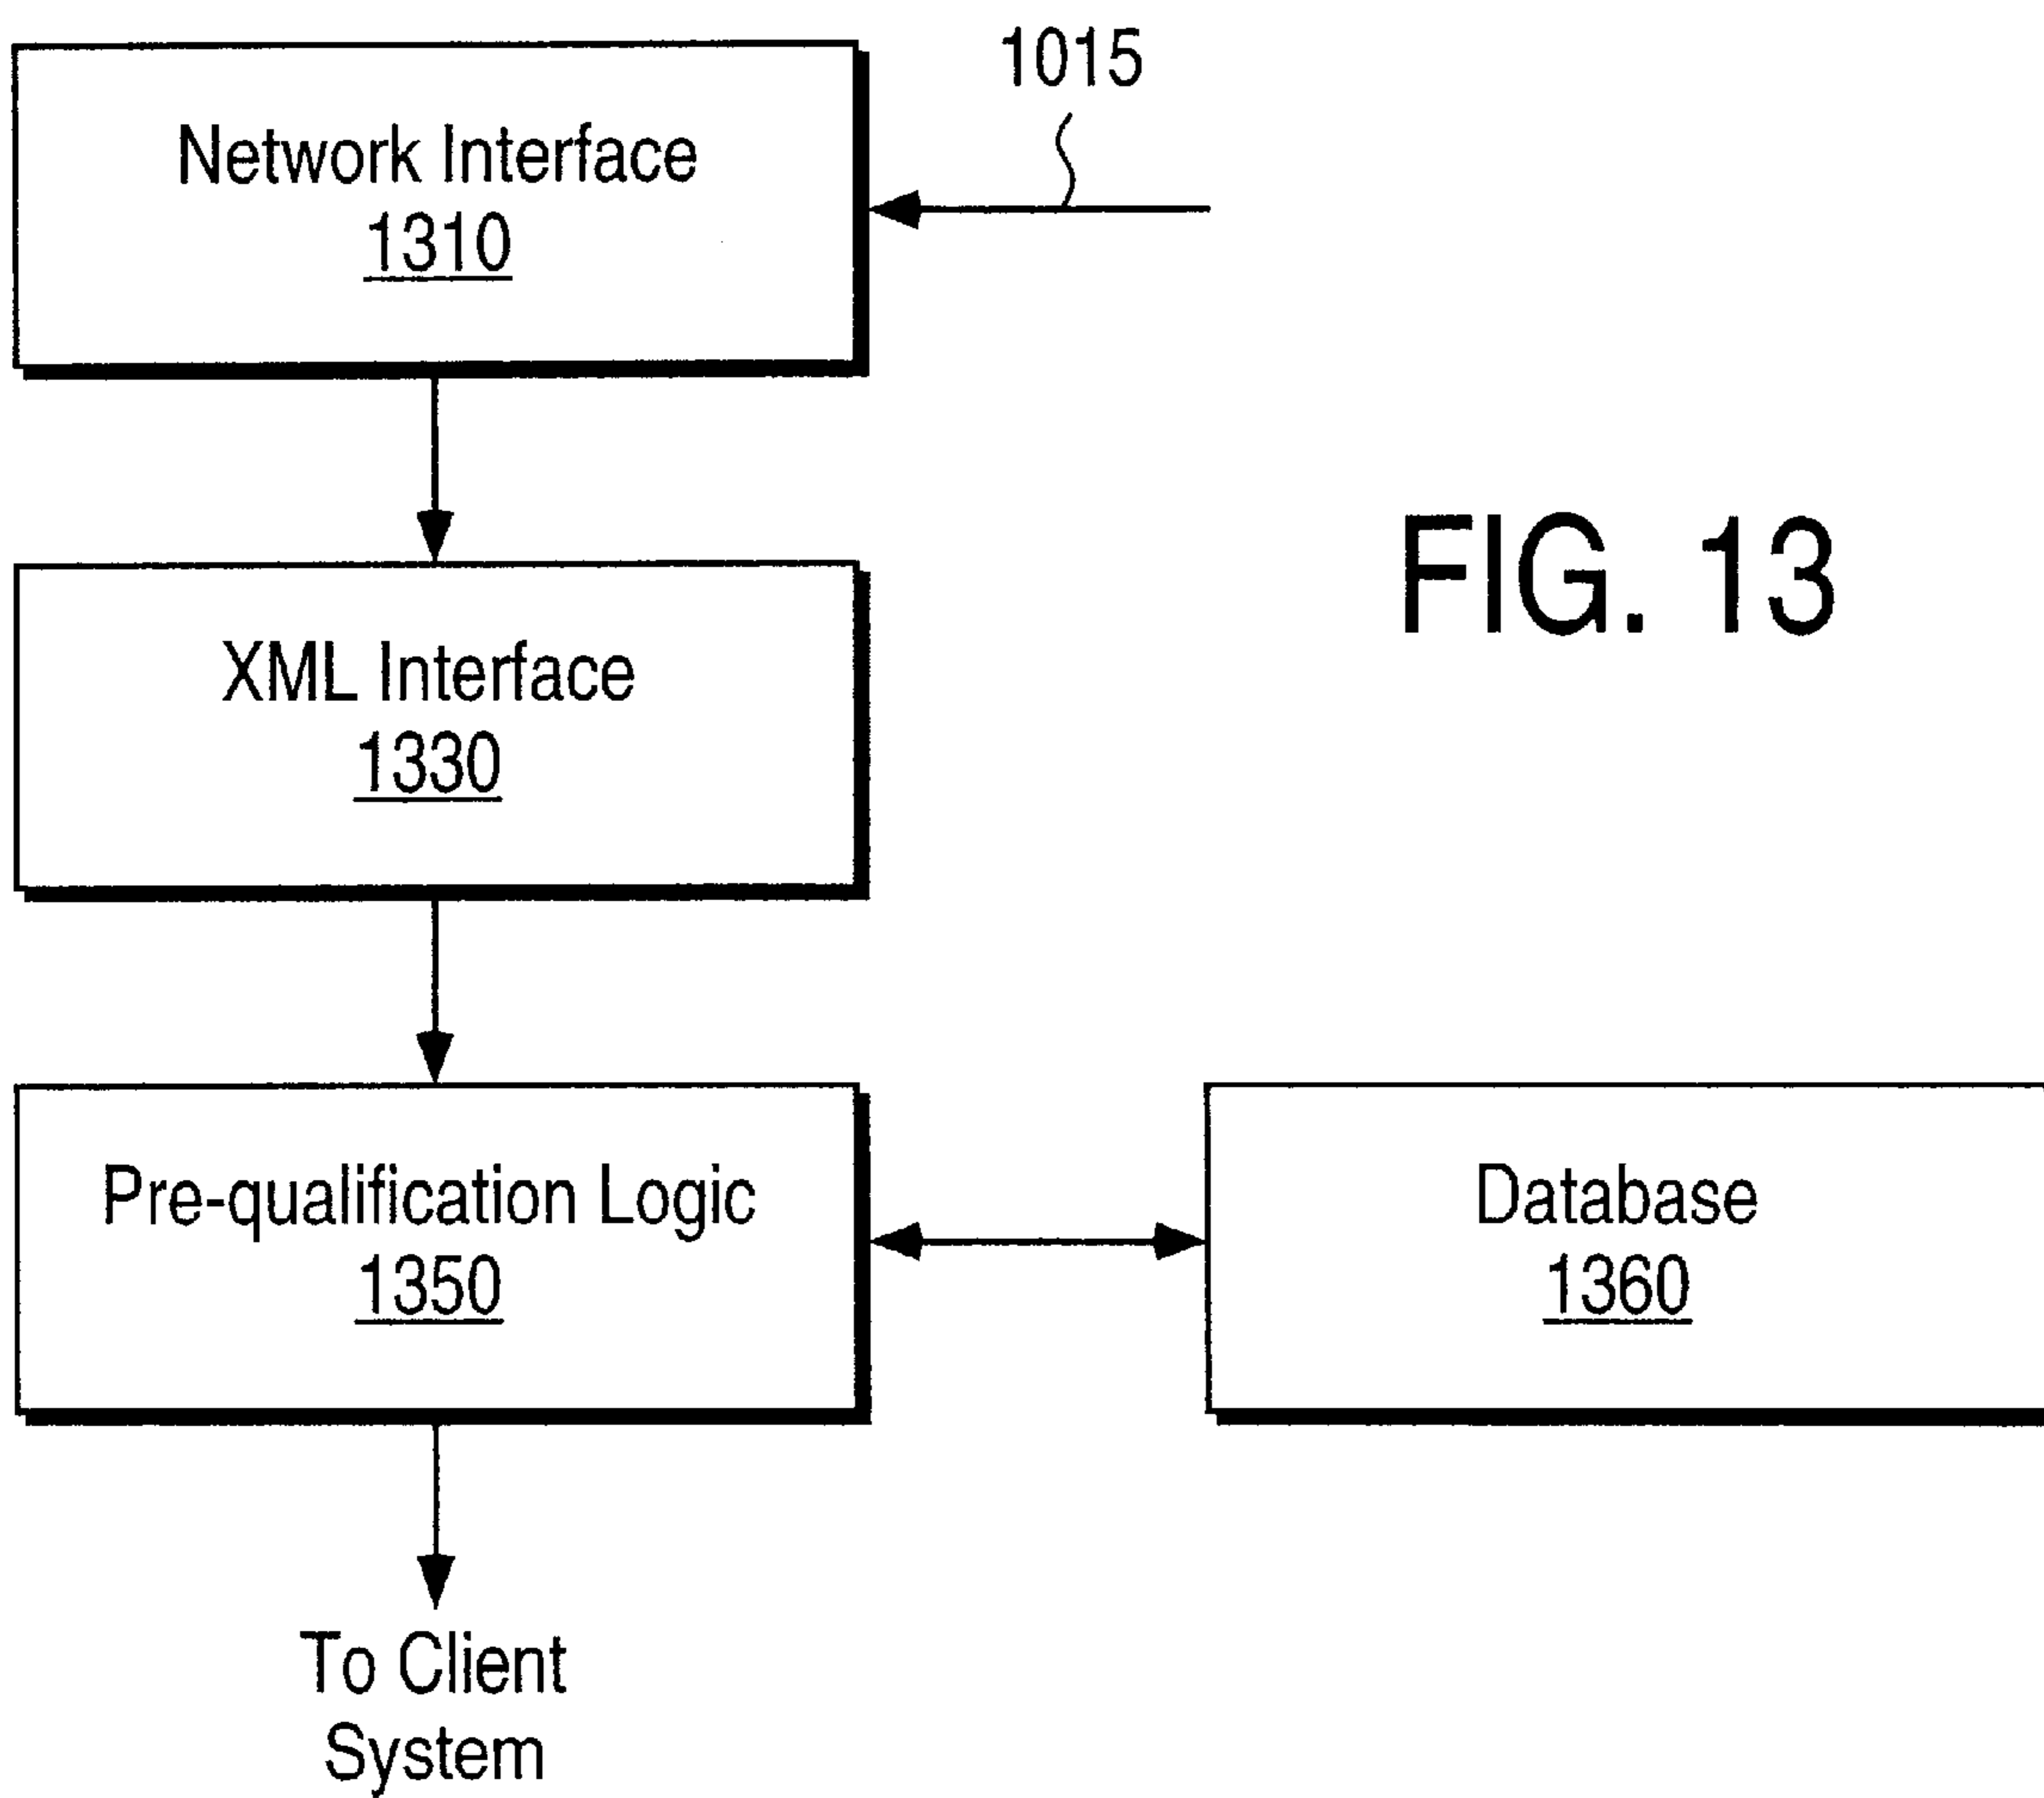 1015
Network Interface
1310
FIG. 13
XML Interface
1330
Pre-qualification Logic
1350
Database
1360
To Client
System